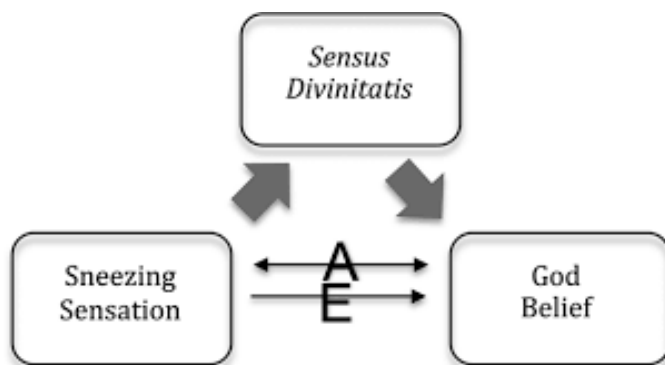 Sensus
Divinitatis
Sneezing
Sensation
A
E
God
Belief